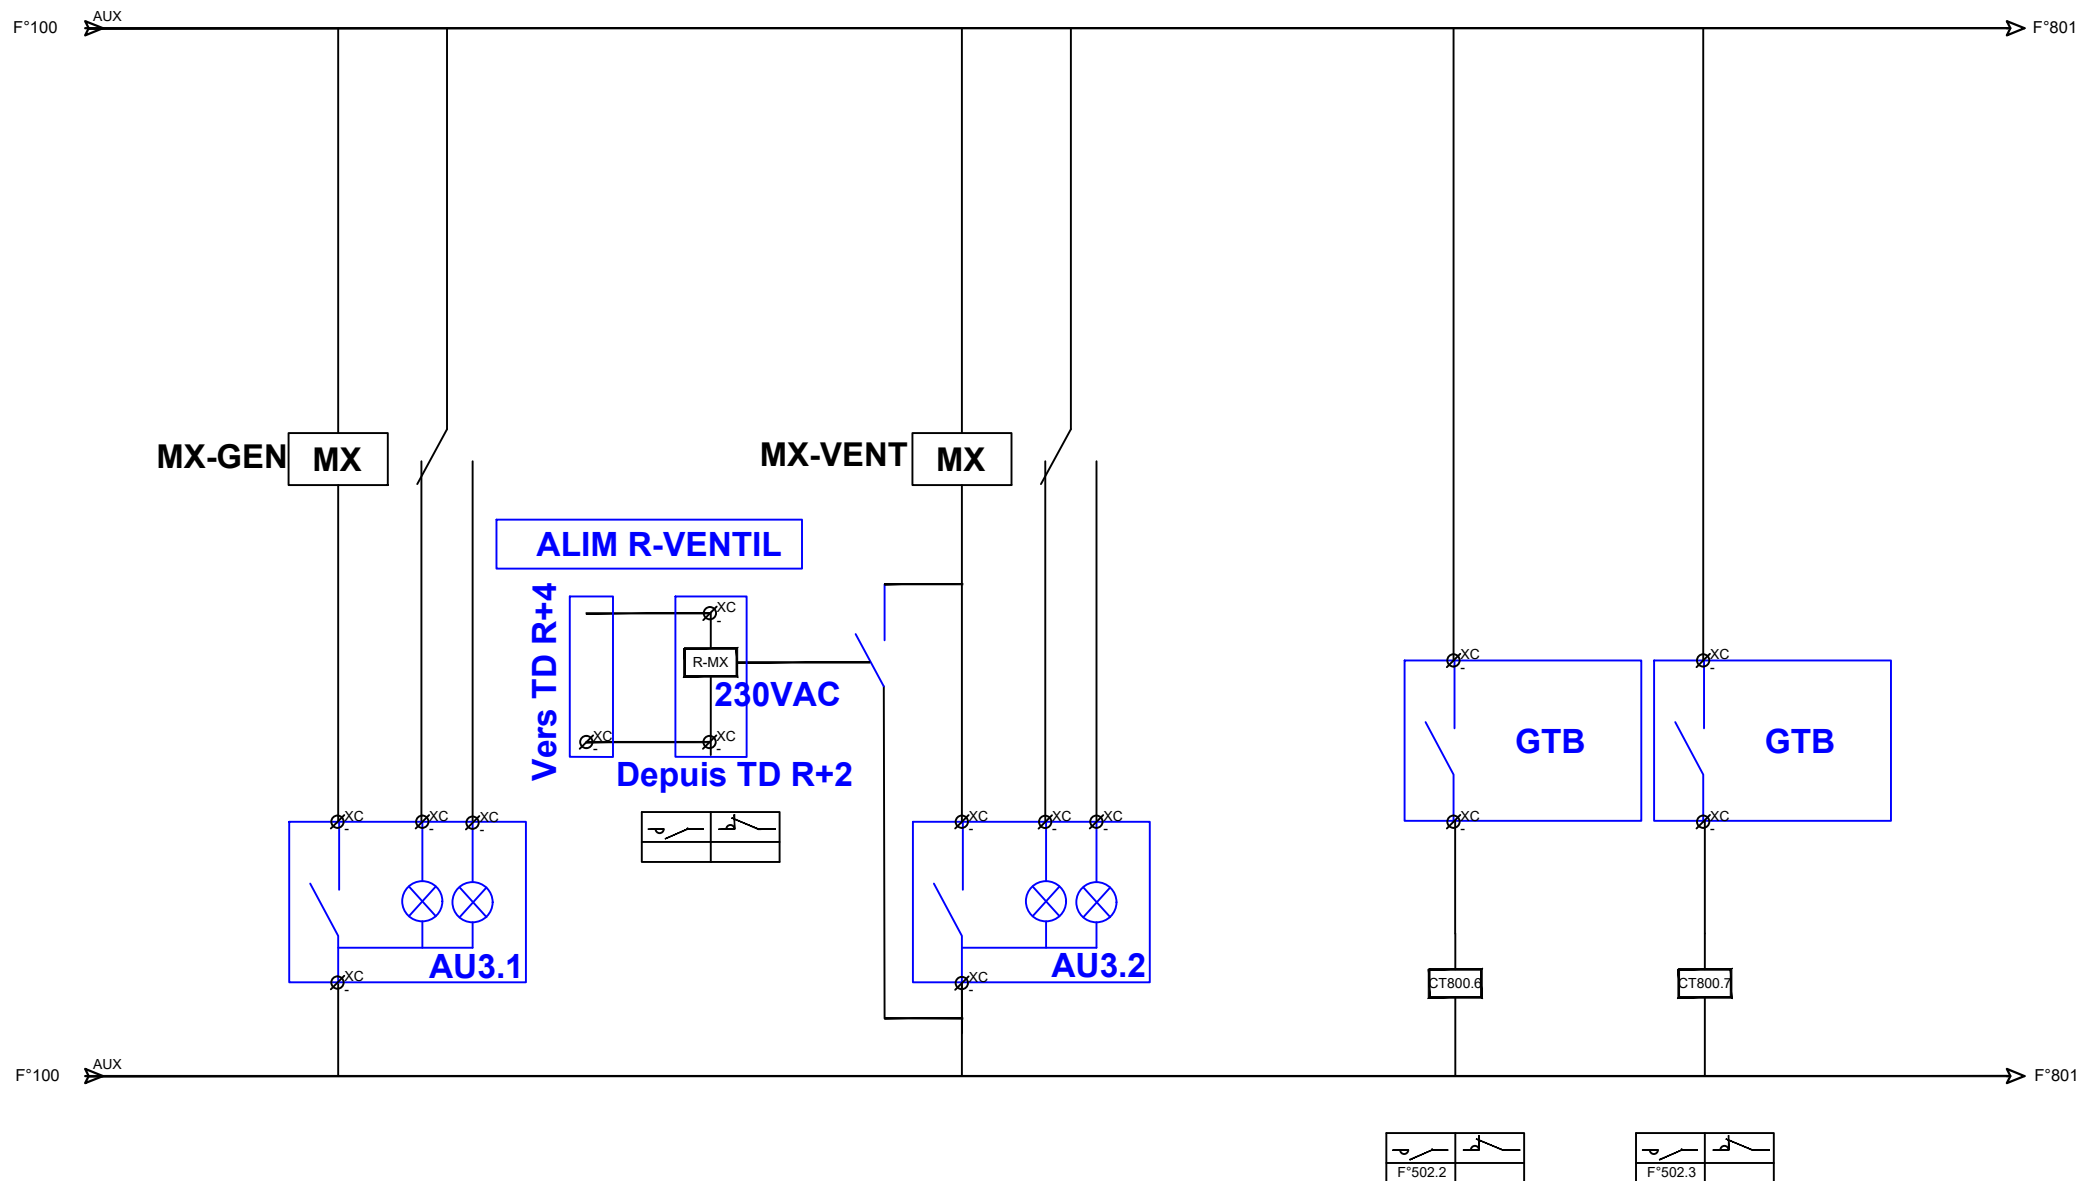 AUX
F°100
F°801
MX-GEN
MX
MX-VENT
MX
ALIM R-VENTIL
Vers TD R+4
XC
-
R-MX
230VAC
XC
-
XC
-
Depuis TD R+2
XC
-
XC
-
GTB
GTB
XC
-
XC
-
XC
-
XC
-
XC
-
XC
-
XC
-
XC
-
AU3.1
AU3.2
XC
-
XC
-
CT800.6
CT800.7
AUX
F°100
F°801
F°502.2
F°502.3